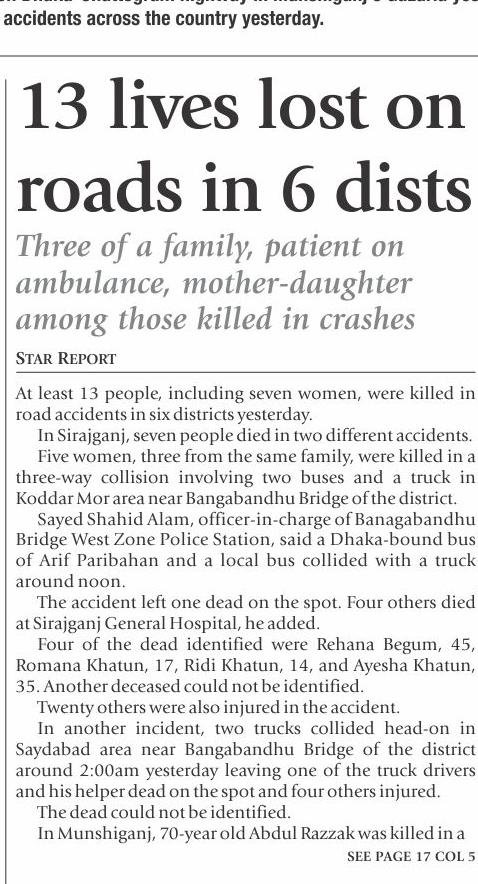 accidents across the country yesterday.
13 lives lost on
roads in 6 dists
Three of a family, patient on
ambulance, mother-daughter
among those killed in crashes
STAR REPORT
At least 13 people, including seven women, were killed in
road accidents in six districts yesterday.
In Sirajganj, seven people died in two different accidents.
Five women, three from the same family, were killed in a
three-way collision involving two buses and a truck in
Koddar Mor area near Bangabandhu Bridge of the district.
Sayed Shahid Alam, officer-in-charge of Banagabandhu
Bridge West Zone Police Station, said a Dhaka-bound bus
of Arif Paribahan and a local bus collided with a truck
around noon.
The accident left one dead on the spot. Four others died
at Sirajganj General Hospital, he added.
Four of the dead identified were Rehana Begum, 45,
Romana Khatun, 17, Ridi Khatun, 14, and Ayesha Khatun,
35. Another deceased could not be identified.
Twenty others were also injured in the accident.
In another incident, two trucks collided head-on in
Saydabad area near Bangabandhu Bridge of the district
around 2:00am yesterday leaving one of the truck drivers
and his helper dead on the spot and four others injured.
The dead could not be identified.
In Munshiganj, 70-year old Abdul Razzak was killed in a
SEE PAGE 17 COL 5